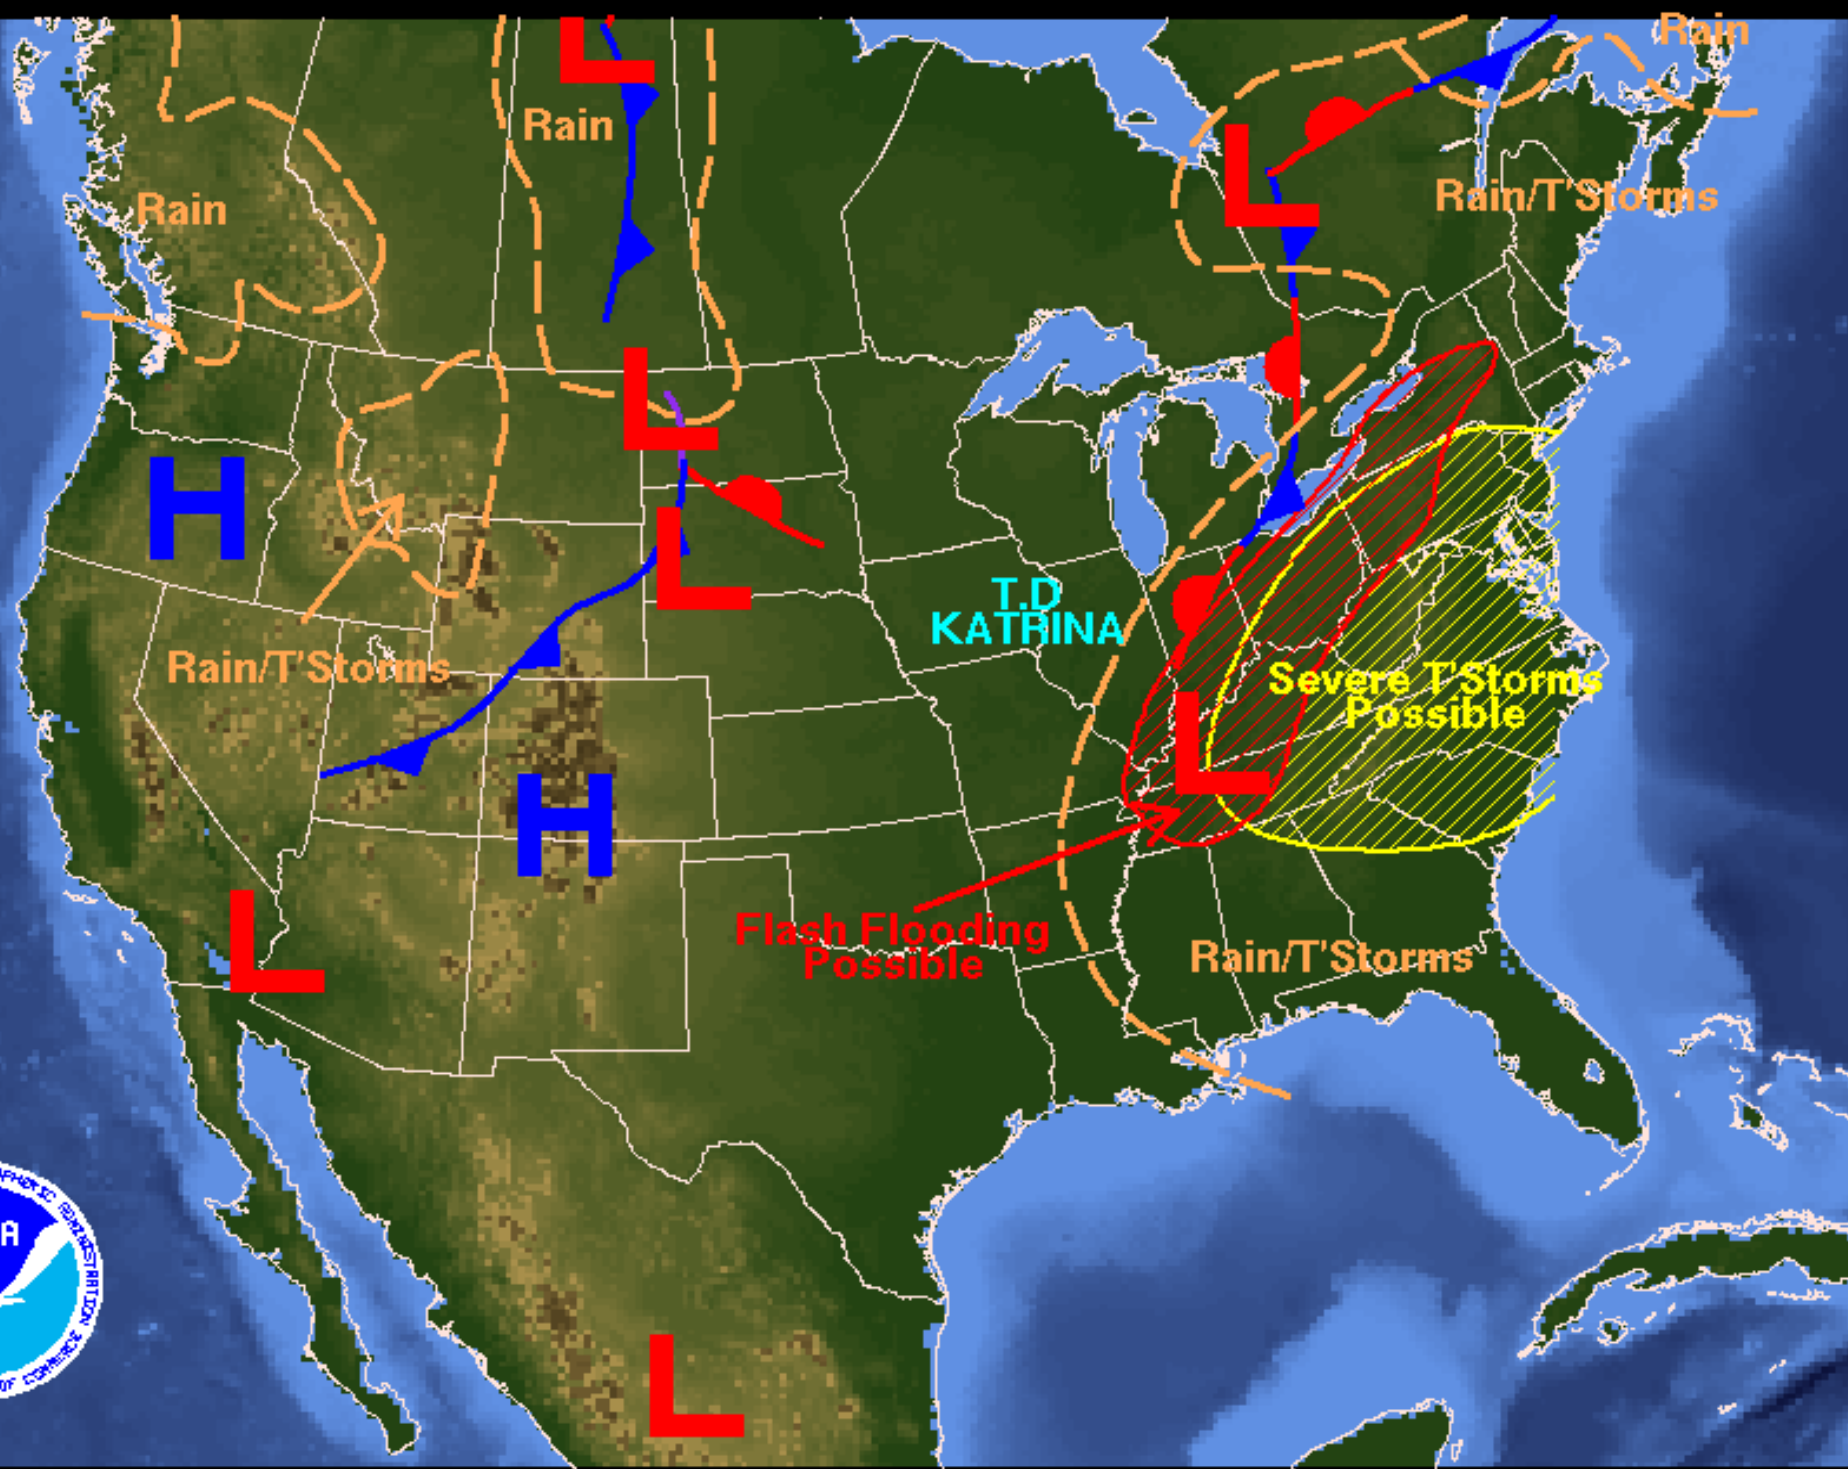 Rain
Rain
Rain
Rain/T'Storms
H
T.D
KATRINA
Rain/T'Storms
Severe T'Storms
Possible
H
Flash Flooding
Possible
Rain/T'Storms
L
L
L
L
L
L
L